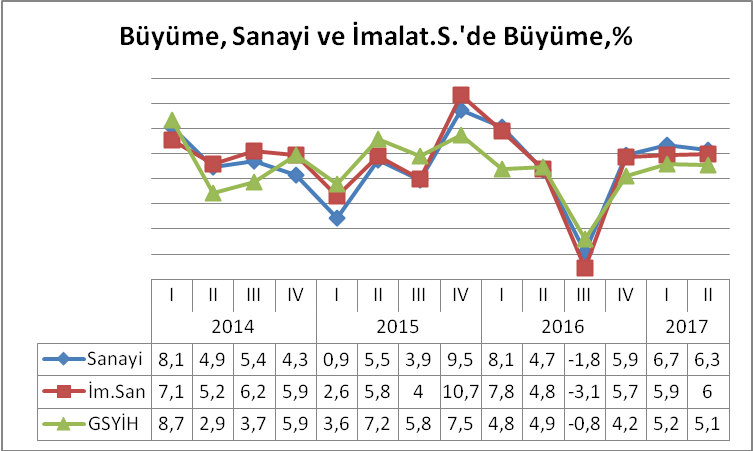 Büyüme, Sanayi ve İmalat.S.'de Büyüme,%
I II III IV I II III IV I II III IV I II
2014 2015 2016 2017
Sanayi 8,1 4,9 5,4 4,3 0,9 5,5 3,9 9,5 8,1 4,7 -1,8 5,9 6,7 6,3
İm.San 7,1 5,2 6,2 5,9 2,6 5,8 4 10,7 7,8 4,8 -3,1 5,7 5,9 6
GSYİH 8,7 2,9 3,7 5,9 3,6 7,2 5,8 7,5 4,8 4,9 -0,8 4,2 5,2 5,1